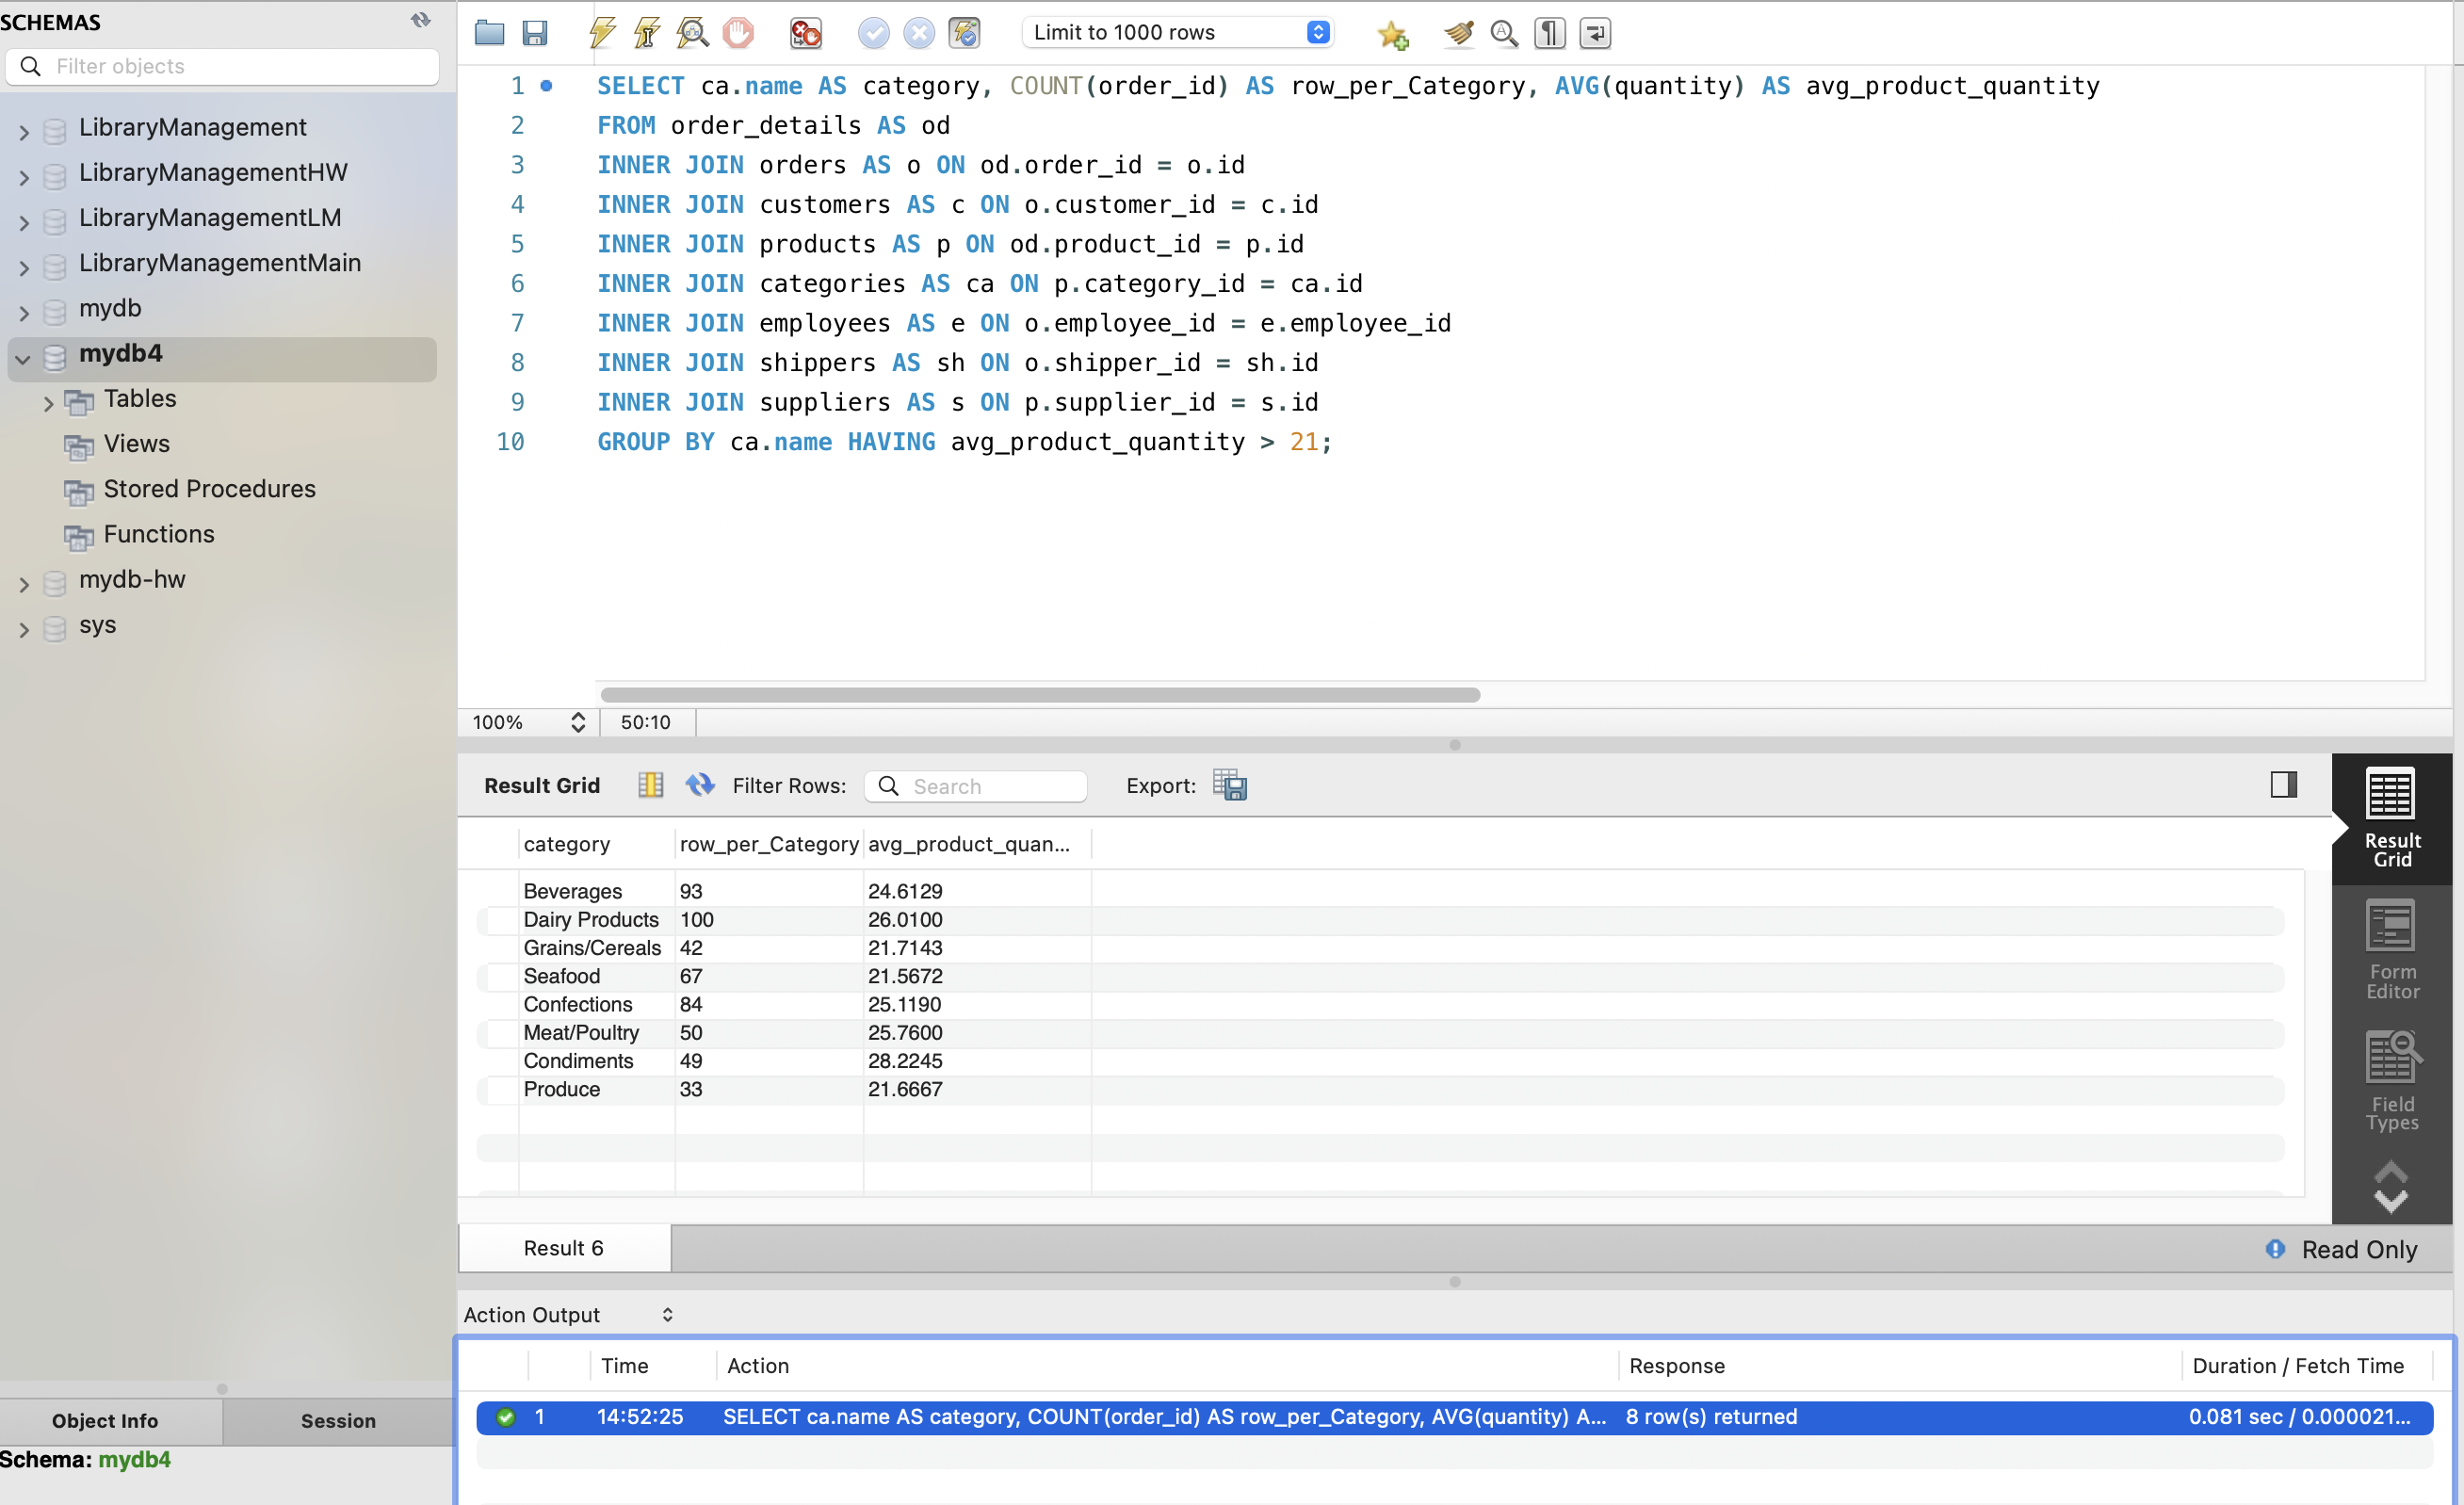 SCHEMAS
Filter objects
LibraryManagement
LibraryManagementHW
LibraryManagementLM
LibraryManagementMain
mydb
mydb4
Tables
Views
Stored Procedures
Functions
mydb-hw
sys
Object Info Session
Schema: mydb4
Limit to 1000 rows
1 SELECT ca.name AS category, COUNT(order_id) AS row_per_Category, AVG(quantity) AS avg_product_quantity
2 FROM order_details AS od
3 INNER JOIN orders AS o ON od.order_id = o.id
4 INNER JOIN customers AS c ON o.customer_id = c.id
5 INNER JOIN products AS p ON od.product_id = p.id
6 INNER JOIN categories AS ca ON p.category_id = ca.id
7 INNER JOIN employees AS e ON o.employee_id = e.employee_id
8 INNER JOIN shippers AS sh ON o.shipper_id = sh.id
9 INNER JOIN suppliers AS s ON p.supplier_id = s.id
10 GROUP BY ca.name HAVING avg_product_quantity > 21;
100% 50:10
Result Grid Filter Rows: Search Export:
category row_per_Category avg_product_quan...
Beverages 93 24.6129
Dairy Products 100 26.0100
Grains/Cereals 42 21.7143
Seafood 67 21.5672
Confections 84 25.1190
Meat/Poultry 50 25.7600
Condiments 49 28.2245
Produce 33 21.6667
Result
Grid
Form
Editor
Field
Types
Result 6 Read Only
Action Output
Time Action Response Duration / Fetch Time
1 14:52:25 SELECT ca.name AS category, COUNT(order_id) AS row_per_Category, AVG(quantity) A... 8 row(s) returned 0.081 sec / 0.000021...